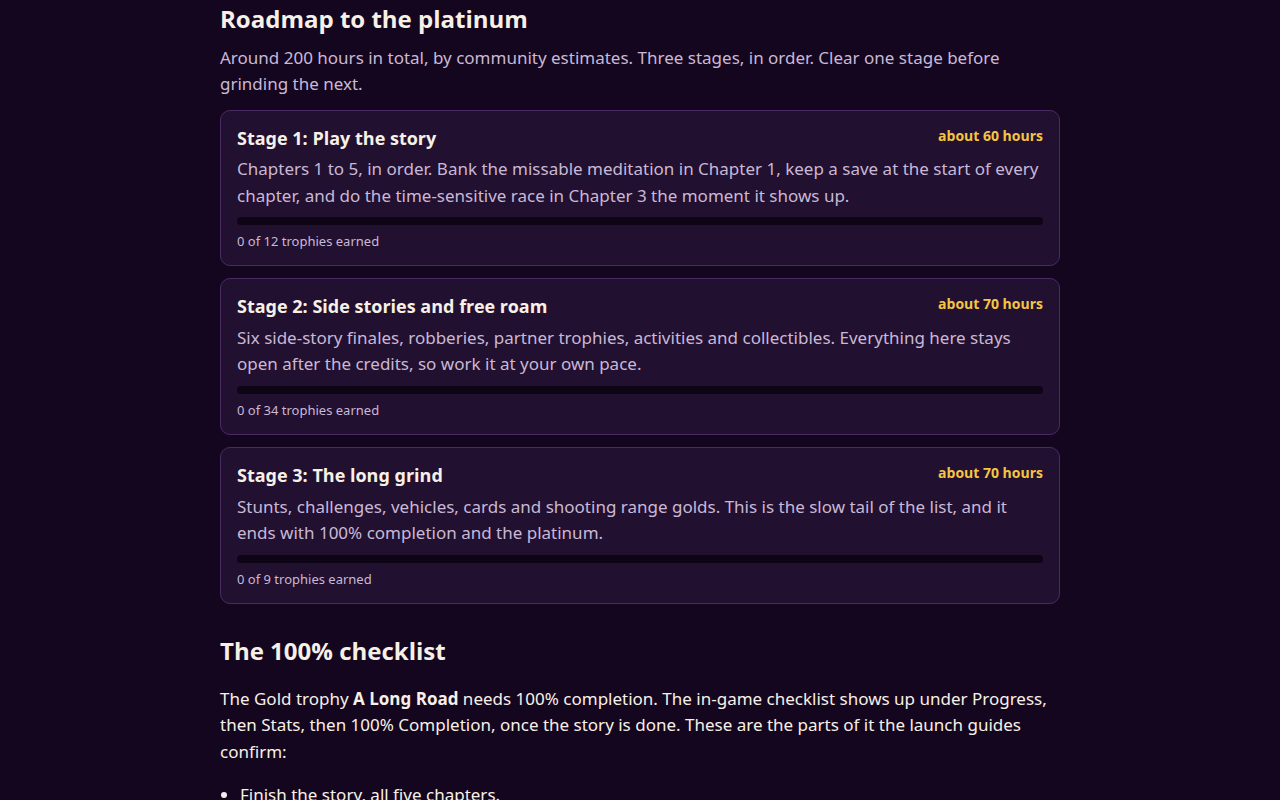 Roadmap to the platinum
Around 200 hours in total, by community estimates. Three stages, in order. Clear one stage before
grinding the next.
Stage 1: Play the story
about 60 hours
Chapters 1 to 5, in order. Bank the missable meditation in Chapter 1, keep a save at the start of every
chapter, and do the time-sensitive race in Chapter 3 the moment it shows up.
0 of 12 trophies earned
Stage 2: Side stories and free roam
about 70 hours
Six side-story finales, robberies, partner trophies, activities and collectibles. Everything here stays
open after the credits, so work it at your own pace.
0 of 34 trophies earned
Stage 3: The long grind
about 70 hours
Stunts, challenges, vehicles, cards and shooting range golds. This is the slow tail of the list, and it
ends with 100% completion and the platinum.
0 of 9 trophies earned
The 100% checklist
The Gold trophy A Long Road needs 100% completion. The in-game checklist shows up under Progress,
then Stats, then 100% Completion, once the story is done. These are the parts of it the launch guides
confirm:
• Finish the story, all five chapters.